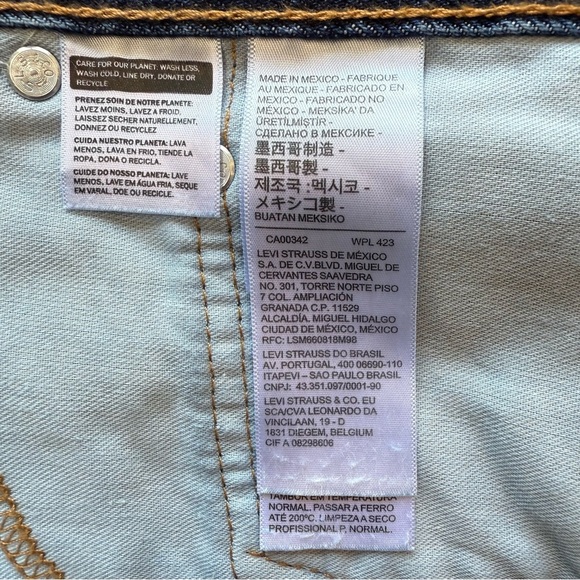 CARE FOR OUR PLANET: WASH LESS,
WASH COLD, LINE DRY, DONATE OR
RECYCLE
PRENEZ SOIN DE NOTRE PLANETE:
LAVEZ MOINS, LAVEZ A FROID,
LAISSEZ SECHER NATURELLEMENT,
DONNEZ OU RECYCLEZ
CUIDA NUESTRO PLANETA: LAVA
MENOS, LAVA EN FRIO, TIENDE LA
ROPA, DONA O RECICLA.
CUIDE DO NOSSO PLANETA: LAVE
MENOS, LAVE EM ÁGUA FRIA, SEQUE
EM VARAL, DOE OU RECICLE.
MADE IN MEXICO - FABRIQUE
AU MEXIQUE - FABRICADO EN
MEXICO - FABRICADO NO
MÉXICO - MEKSİKA' DA
ÜRETİLMİŞTİR -
СДЕЛАНО В МЕКСИКЕ -
墨西哥制造 -
墨西哥製 -
제조국 :멕시코 -
メキシコ製 -
BUATAN MEKSIKO
CA00342 WPL 423
LEVI STRAUSS DE MÉXICO
S.A. DE C.V.BLVD. MIGUEL DE
CERVANTES SAAVEDRA
NO. 301, TORRE NORTE PISO
7 COL. AMPLIACIÓN
GRANADA C.P. 11529
ALCALDÍA. MIGUEL HIDALGO
CIUDAD DE MÉXICO, MÉXICO
RFC: LSM660818M98
LEVI STRAUSS DO BRASIL
AV. PORTUGAL, 400 06690-110
ITAPEVI – SAO PAULO BRASIL
CNPJ: 43.351.097/0001-90
LEVI STRAUSS & CO. EU
SCA/CVA LEONARDO DA
VINCILAAN, 19 - D
1831 DIEGEM, BELGIUM
CIF A 08298606
TAMBOR EM TEMPERATURA
NORMAL. PASSAR A FERRO
ATÉ 200°C. LIMPEZA A SECO
PROFISSIONAL P, NORMAL.